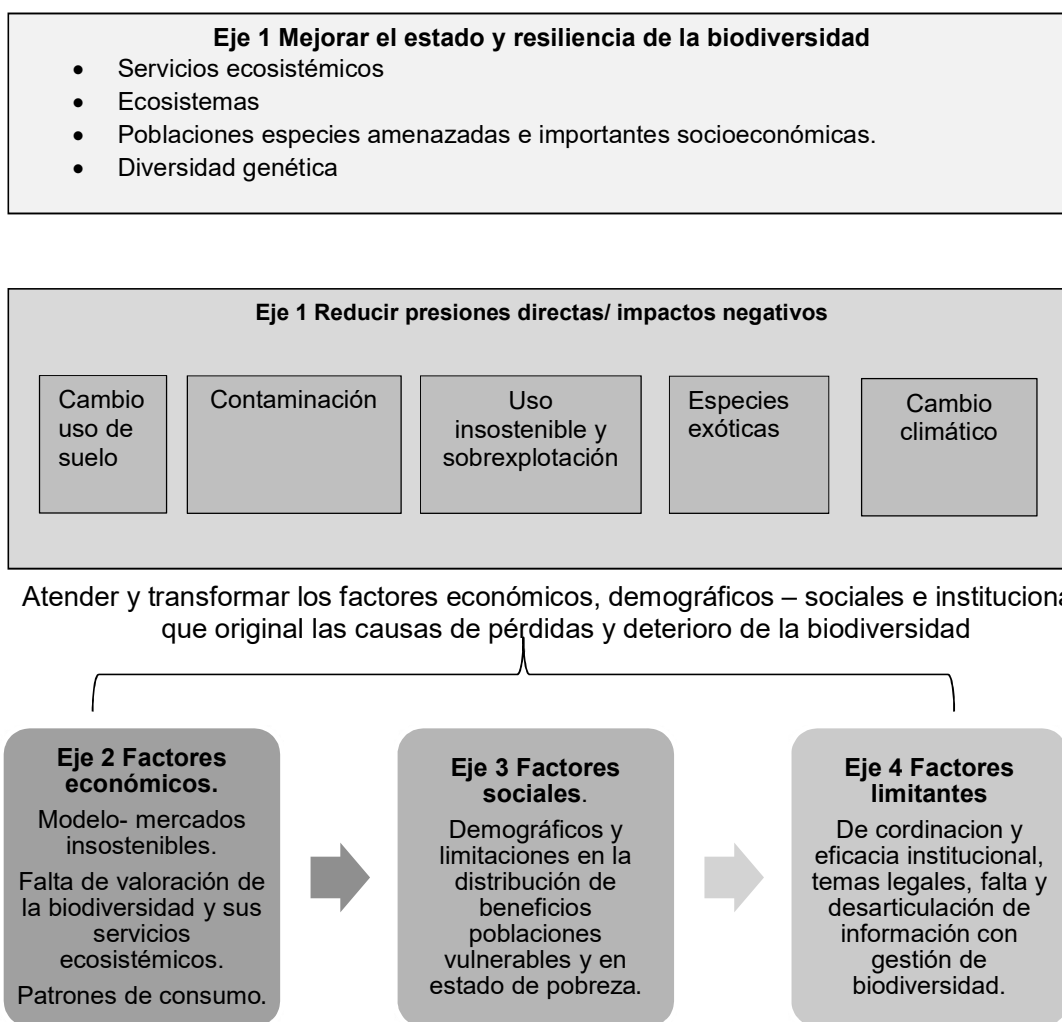 Eje 1 Mejorar el estado y resiliencia de la biodiversidad
• Servicios ecosistémicos
• Ecosistemas
• Poblaciones especies amenazadas e importantes socioeconómicas.
• Diversidad genética
Eje 1 Reducir presiones directas/ impactos negativos
Cambio
uso de
suelo
Contaminación
Uso
insostenible y
sobrexplotación
Especies
exóticas
Cambio
climático
Atender y transformar los factores económicos, demográficos – sociales e instituciona
que original las causas de pérdidas y deterioro de la biodiversidad
Eje 2 Factores
económicos.
Modelo- mercados
insostenibles.
Falta de valoración de
la biodiversidad y sus
servicios
ecosistémicos.
Patrones de consumo.
Eje 3 Factores
sociales.
Demográficos y
limitaciones en la
distribución de
beneficios
poblaciones
vulnerables y en
estado de pobreza.
Eje 4 Factores
limitantes
De cordinacion y
eficacia institucional,
temas legales, falta y
desarticulación de
información con
gestión de
biodiversidad.